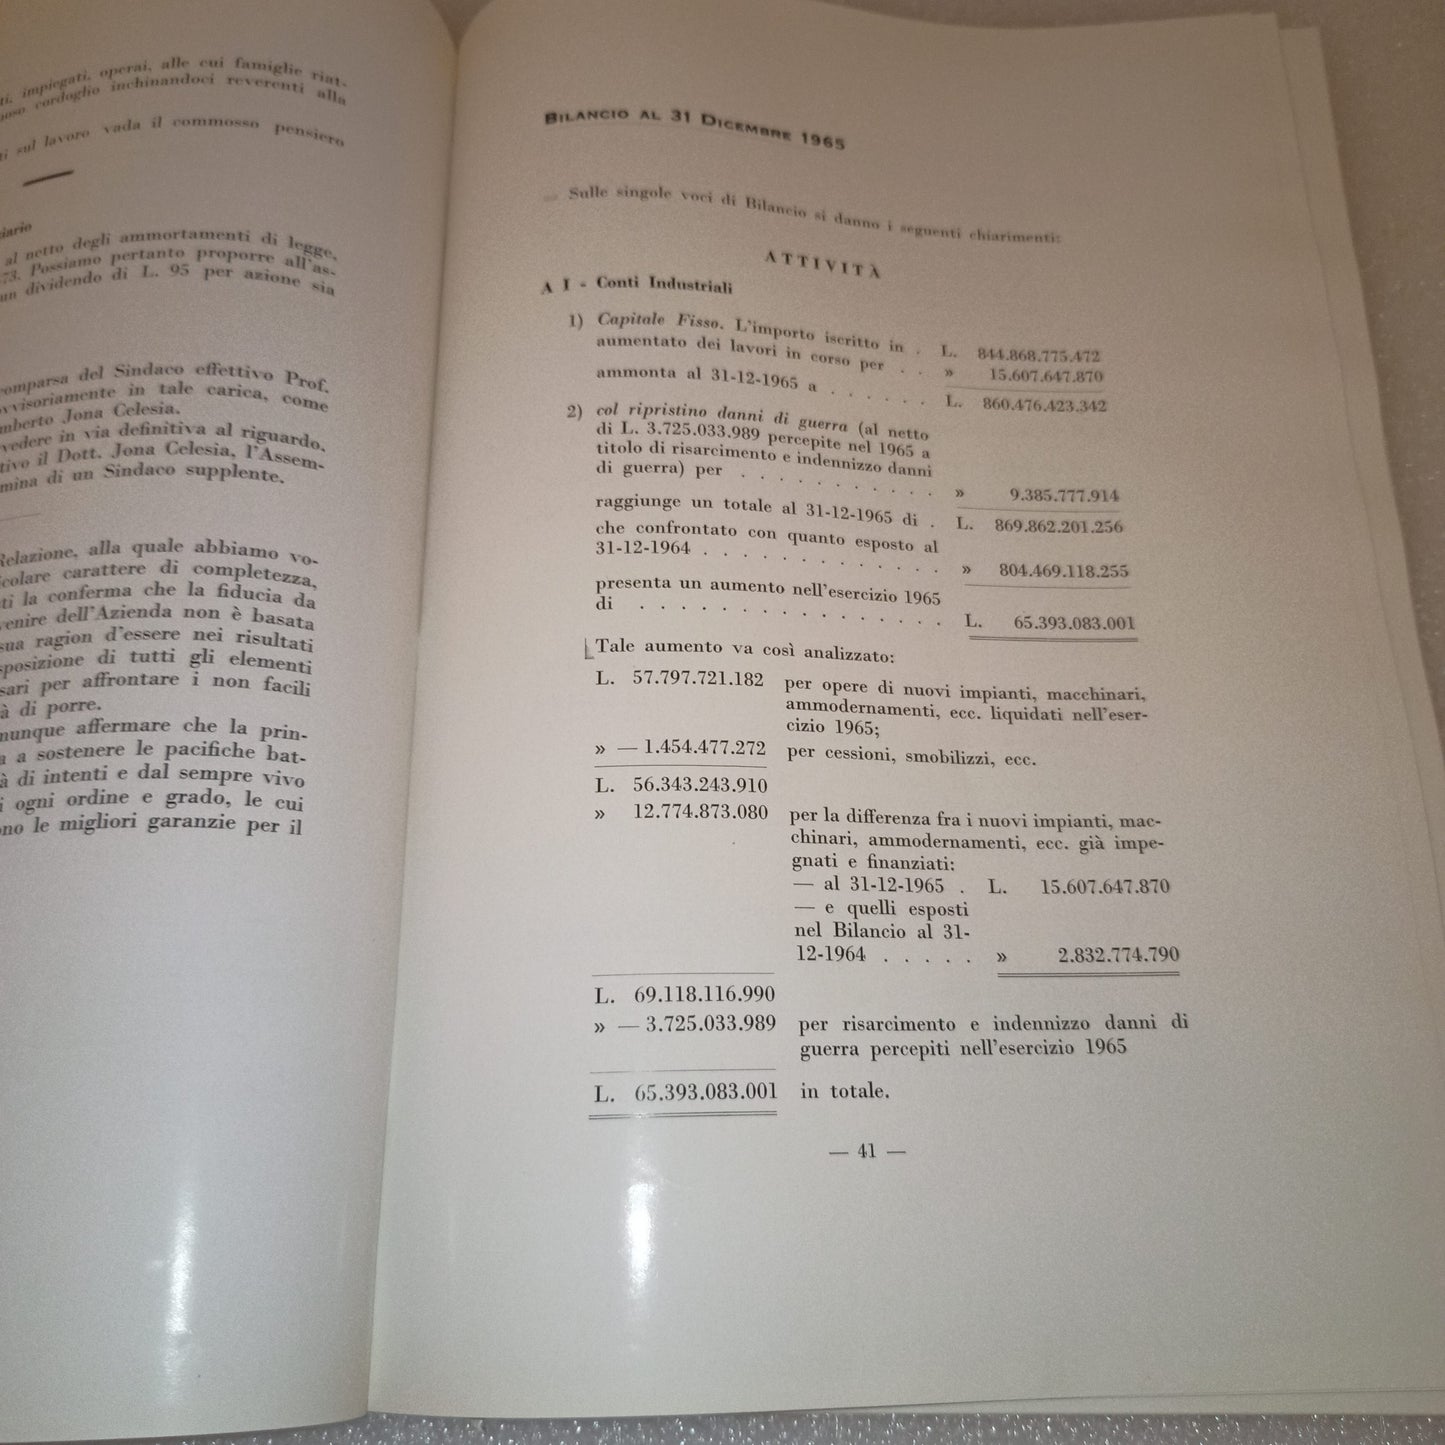 impiegati, operai, alle cui famiglie riat-
cordoglio inchinandoci reverenti alla
sul lavoro vada il commosso pensiero
al netto degli ammortamenti di legge,
73. Possiamo pertanto proporre all'as-
un dividendo di L. 95 per azione sia
comparsa del Sindaco effettivo Prof.
ovvisoriamente in tale carica, come
mberto Jona Celesia.
vedere in via definitiva al riguardo.
tivo il Dott. Jona Celesia, l'Assem-
mina di un Sindaco supplente.
Relazione, alla quale abbiamo vo-
colare carattere di completezza,
ti la conferma che la fiducia da
venire dell'Azienda non è basata
sua ragion d'essere nei risultati
sposizione di tutti gli elementi
sari per affrontare i non facili
à di porre.
nunque affermare che la prin-
a a sostenere le pacifiche bat-
à di intenti e dal sempre vivo
i ogni ordine e grado, le cui
no le migliori garanzie per il
BILANCIO AL 31 DICEMBRE 1965
Sulle singole voci di Bilancio si danno i seguenti chiarimenti:
ATTIVITÀ
A I - Conti Industriali
1) Capitale Fisso. L'importo iscritto in . L. 844.868.775.472
aumentato dei lavori in corso per . . » 15.607.647.870
ammonta al 31-12-1965 a . . . . . . L. 860.476.423.342
2) col ripristino danni di guerra (al netto
di L. 3.725.033.989 percepite nel 1965 a
titolo di risarcimento e indennizzo danni
di guerra) per . . . . . . . . . . . » 9.385.777.914
raggiunge un totale al 31-12-1965 di . L. 869.862.201.256
che confrontato con quanto esposto al
31-12-1964 . . . . . . . . . . » 804.469.118.255
presenta un aumento nell'esercizio 1965
di . . . . . . . . . . . . L. 65.393.083.001
Tale aumento va così analizzato:
L. 57.797.721.182 per opere di nuovi impianti, macchinari,
ammodernamenti, ecc. liquidati nell'eser-
cizio 1965;
» — 1.454.477.272 per cessioni, smobilizzi, ecc.
L. 56.343.243.910
» 12.774.873.080 per la differenza fra i nuovi impianti, mac-
chinari, ammodernamenti, ecc. già impe-
gnati e finanziati:
— al 31-12-1965 . L. 15.607.647.870
— e quelli esposti
nel Bilancio al 31-
12-1964 . . . . . » 2.832.774.790
L. 69.118.116.990
» — 3.725.033.989 per risarcimento e indennizzo danni di
guerra percepiti nell'esercizio 1965
L. 65.393.083.001 in totale.
— 41 —